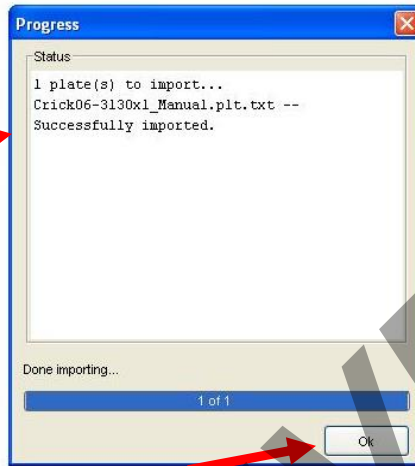 Progress
Status
1 plate(s) to import...
Crick06-3130xl_Manual.plt.txt --
Successfully imported.
Done importing...
1 of 1
Ok